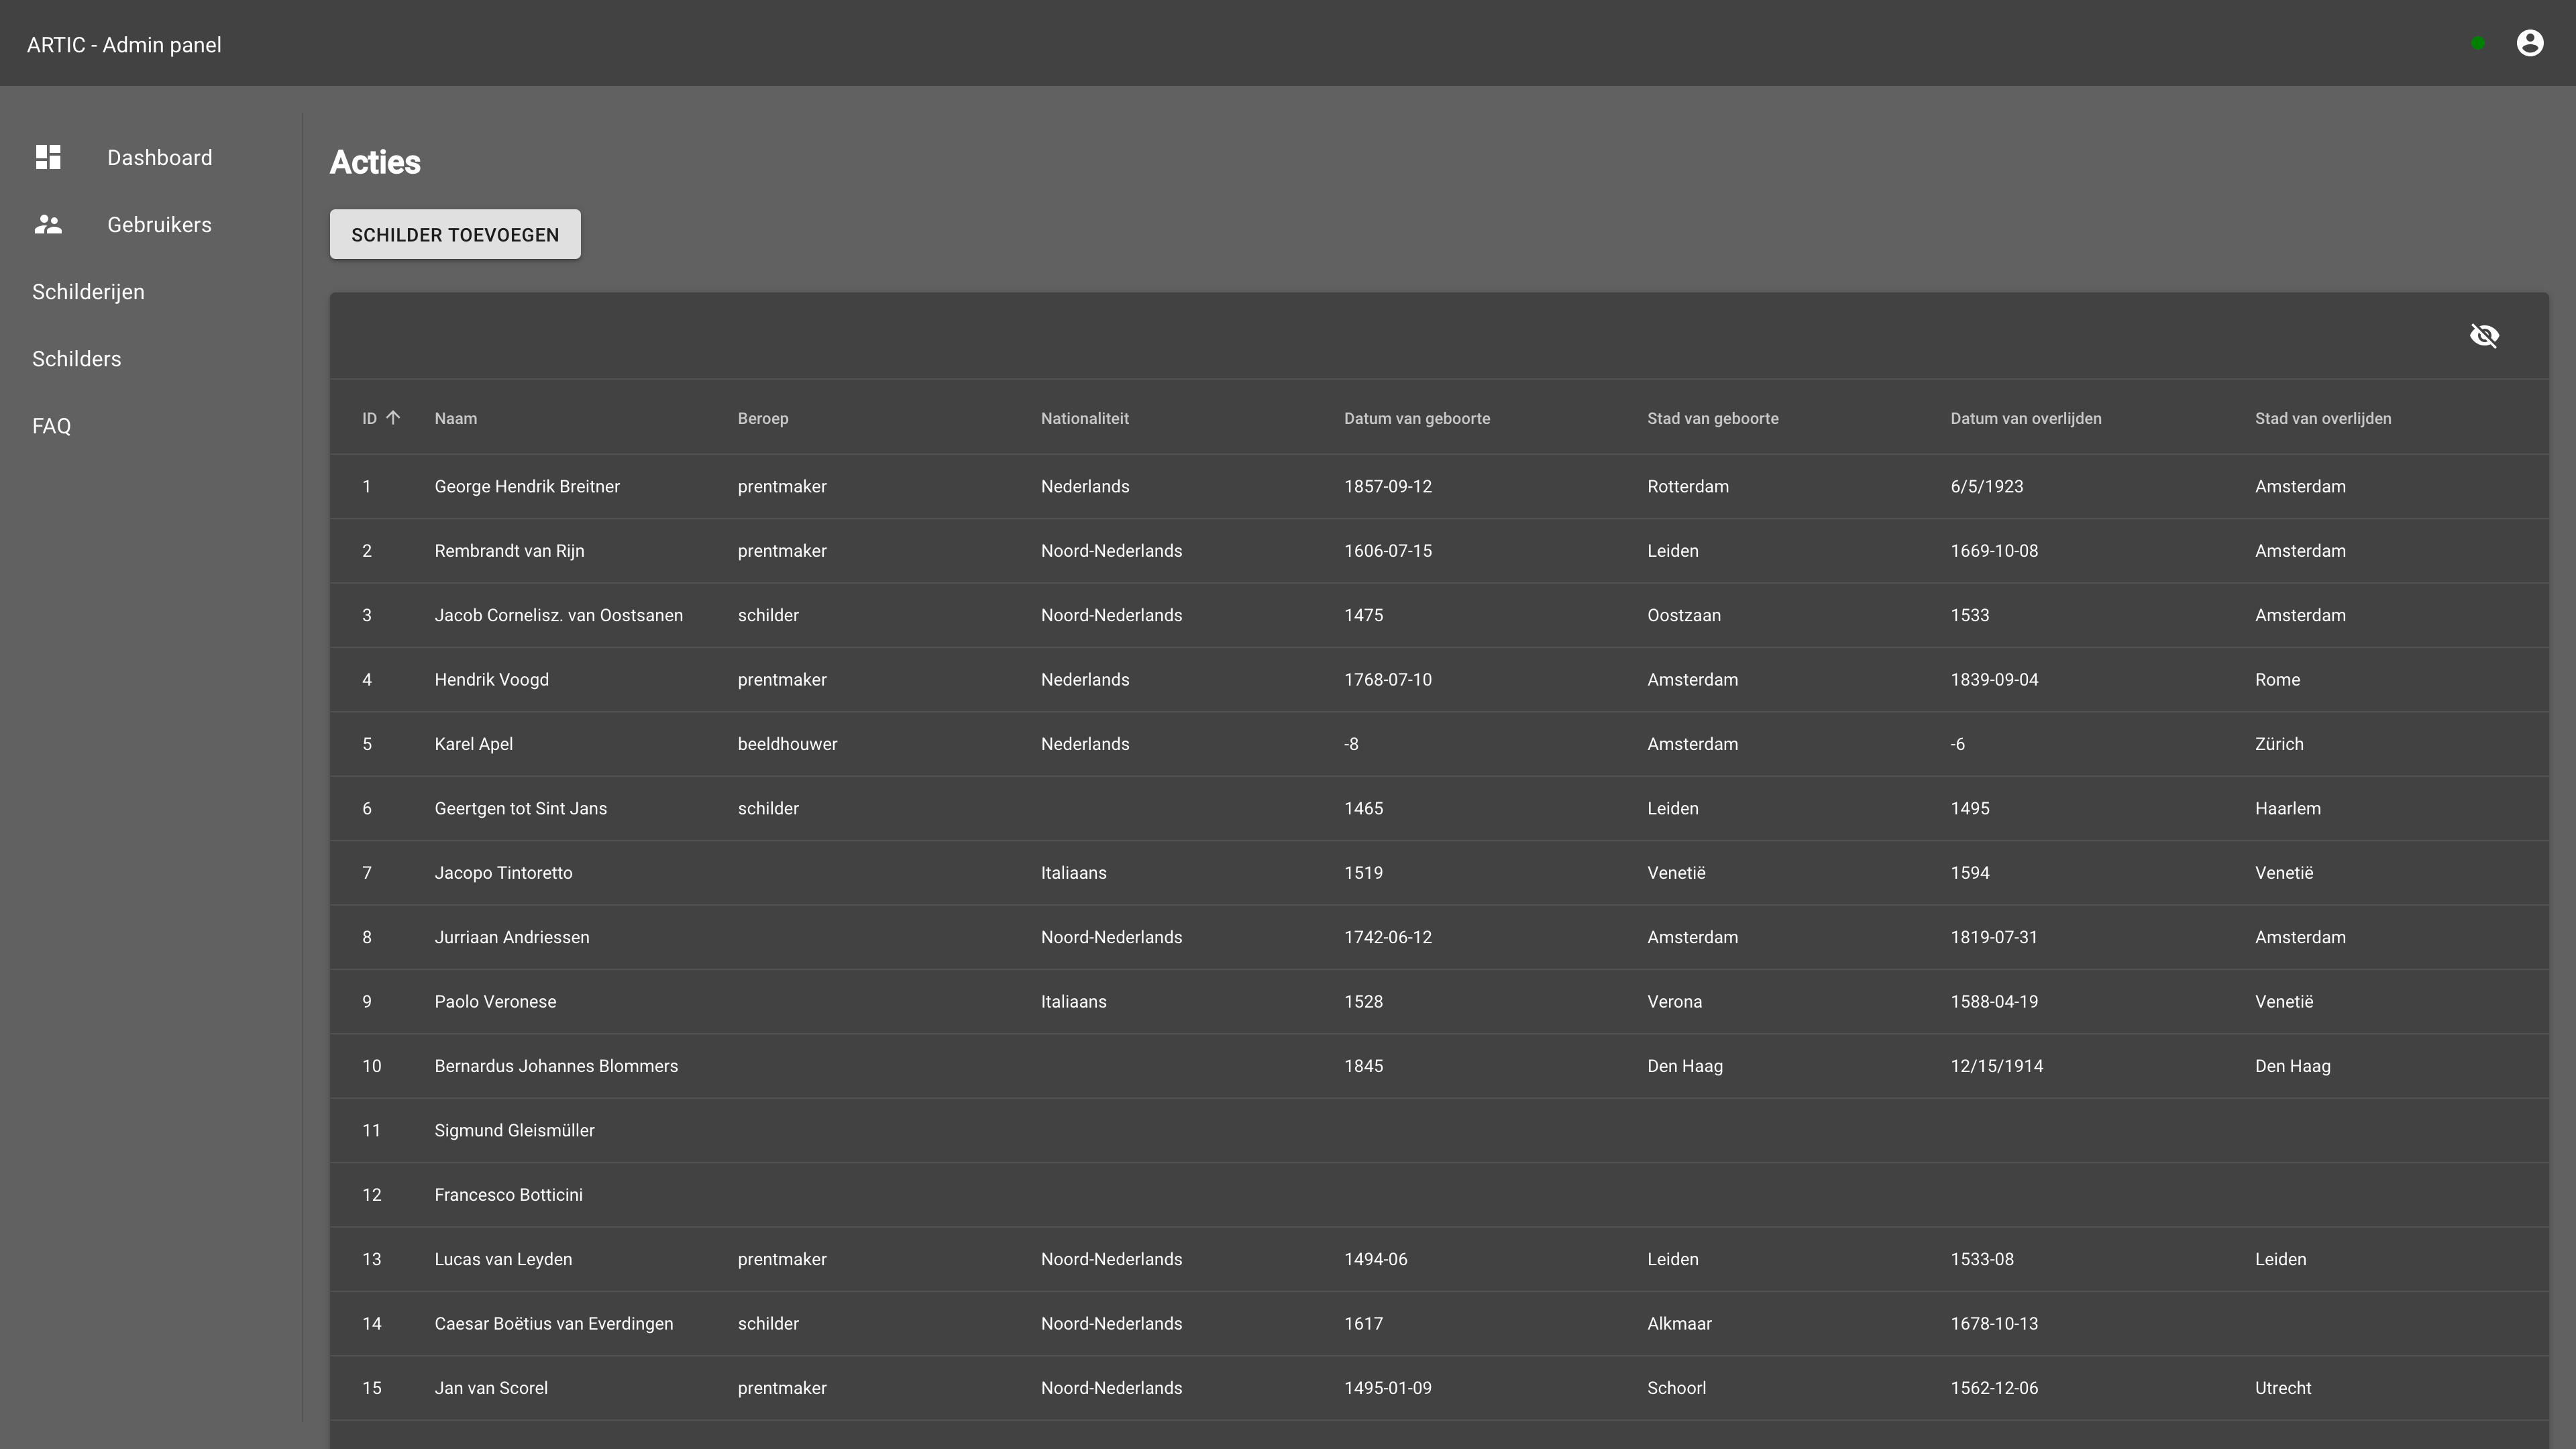 ARTIC - Admin panel
Dashboard
Gebruikers
Schilderijen
Schilders
FAQ
Acties
SCHILDER TOEVOEGEN
ID Naam Beroep Nationaliteit Datum van geboorte Stad van geboorte Datum van overlijden Stad van overlijden
1 George Hendrik Breitner prentmaker Nederlands 1857-09-12 Rotterdam 6/5/1923 Amsterdam
2 Rembrandt van Rijn prentmaker Noord-Nederlands 1606-07-15 Leiden 1669-10-08 Amsterdam
3 Jacob Cornelisz. van Oostsanen schilder Noord-Nederlands 1475 Oostzaan 1533 Amsterdam
4 Hendrik Voogd prentmaker Nederlands 1768-07-10 Amsterdam 1839-09-04 Rome
5 Karel Apel beeldhouwer Nederlands -8 Amsterdam -6 Zürich
6 Geertgen tot Sint Jans schilder 1465 Leiden 1495 Haarlem
7 Jacopo Tintoretto Italiaans 1519 Venetië 1594 Venetië
8 Jurriaan Andriessen Noord-Nederlands 1742-06-12 Amsterdam 1819-07-31 Amsterdam
9 Paolo Veronese Italiaans 1528 Verona 1588-04-19 Venetië
10 Bernardus Johannes Blommers 1845 Den Haag 12/15/1914 Den Haag
11 Sigmund Gleismüller
12 Francesco Botticini
13 Lucas van Leyden prentmaker Noord-Nederlands 1494-06 Leiden 1533-08 Leiden
14 Caesar Boëtius van Everdingen schilder Noord-Nederlands 1617 Alkmaar 1678-10-13
15 Jan van Scorel prentmaker Noord-Nederlands 1495-01-09 Schoorl 1562-12-06 Utrecht